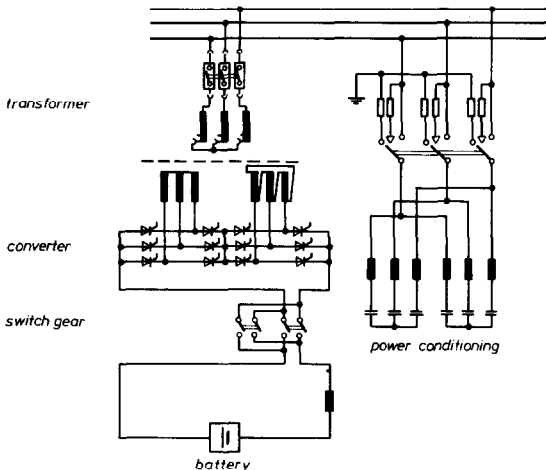 transformer
converter
switch gear
power conditioning
battery